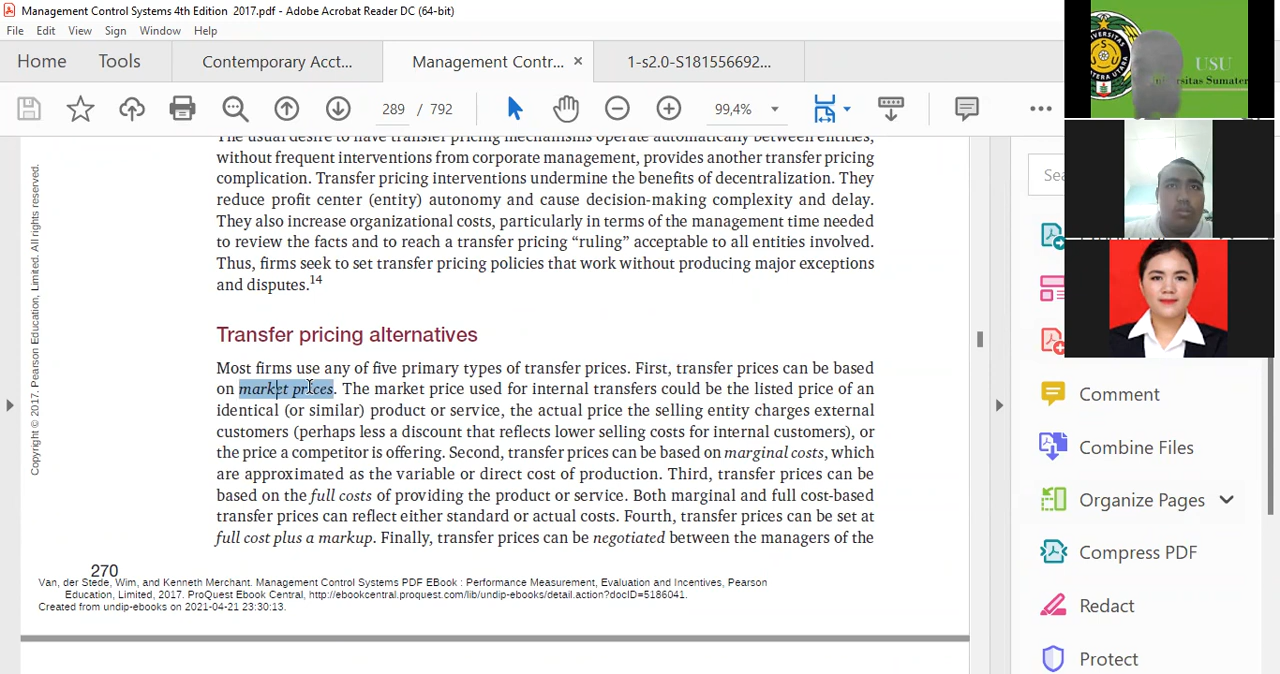 Management Control Systems 4th Edition 2017.pdf - Adobe Acrobat Reader DC (64-bit)
File Edit View Sign Window Help
Home Tools Contemporary Acct... Management Contr... × 1-s2.0-S181556692...
289 / 792 99,4%
The usual desire to have transfer pricing mechanisms operate automatically between entities,
without frequent interventions from corporate management, provides another transfer pricing
complication. Transfer pricing interventions undermine the benefits of decentralization. They
reduce profit center (entity) autonomy and cause decision-making complexity and delay.
They also increase organizational costs, particularly in terms of the management time needed
to review the facts and to reach a transfer pricing “ruling” acceptable to all entities involved.
Thus, firms seek to set transfer pricing policies that work without producing major exceptions
and disputes.14
Transfer pricing alternatives
Most firms use any of five primary types of transfer prices. First, transfer prices can be based
on market prices. The market price used for internal transfers could be the listed price of an
identical (or similar) product or service, the actual price the selling entity charges external
customers (perhaps less a discount that reflects lower selling costs for internal customers), or
the price a competitor is offering. Second, transfer prices can be based on marginal costs, which
are approximated as the variable or direct cost of production. Third, transfer prices can be
based on the full costs of providing the product or service. Both marginal and full cost-based
transfer prices can reflect either standard or actual costs. Fourth, transfer prices can be set at
full cost plus a markup. Finally, transfer prices can be negotiated between the managers of the
270
Van, der Stede, Wim, and Kenneth Merchant. Management Control Systems PDF EBook : Performance Measurement, Evaluation and Incentives, Pearson
Education, Limited, 2017. ProQuest Ebook Central, http://ebookcentral.proquest.com/lib/undip-ebooks/detail.action?docID=5186041.
Created from undip-ebooks on 2021-04-21 23:30:13.
Copyright © 2017. Pearson Education, Limited. All rights reserved.
Sea
Comment
Combine Files
Organize Pages
Compress PDF
Redact
Protect
USU
Sumater